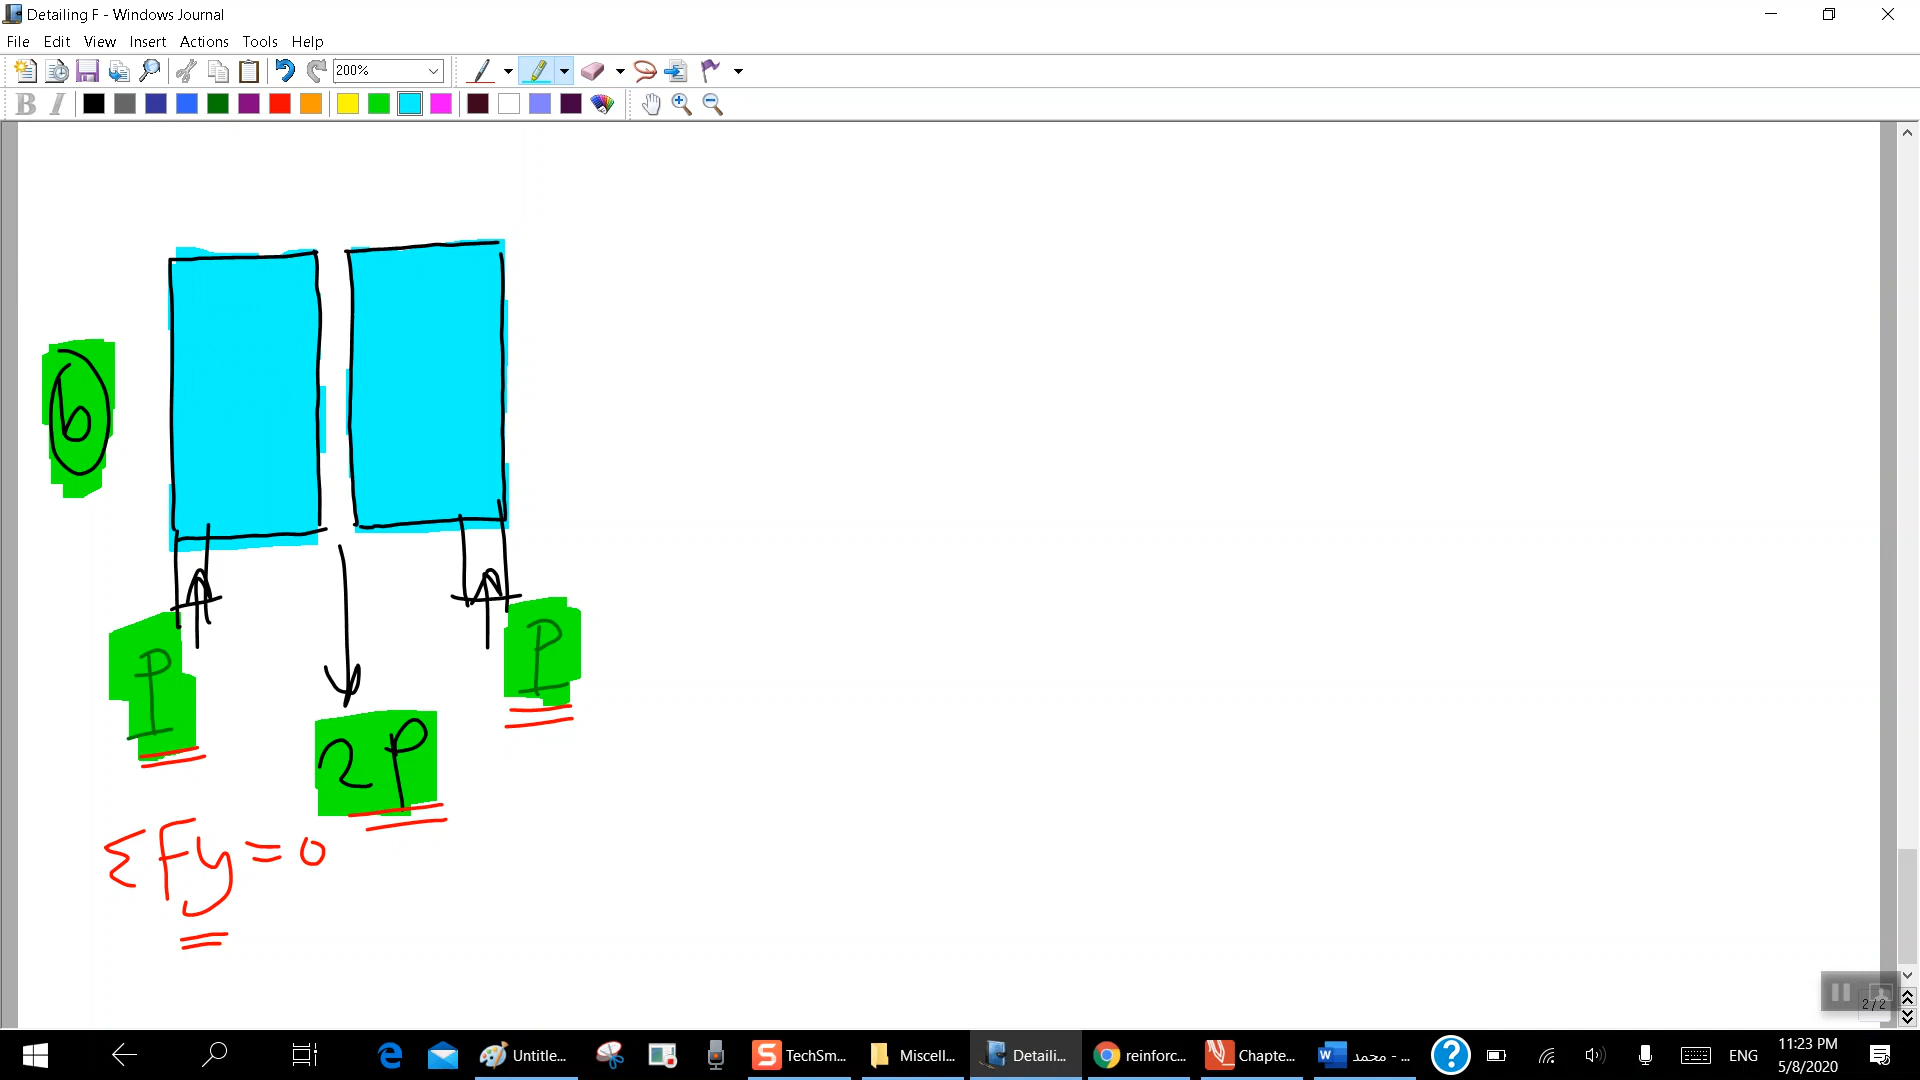 Detailing F - Windows Journal
File Edit View Insert Actions Tools Help
200%
B I
b
P
P
2P
ΣFy=0
2/2
Untitle...
TechSm...
Miscell...
Detaili...
reinforc...
Chapte...
محمد - ...
ENG
11:23 PM
5/8/2020